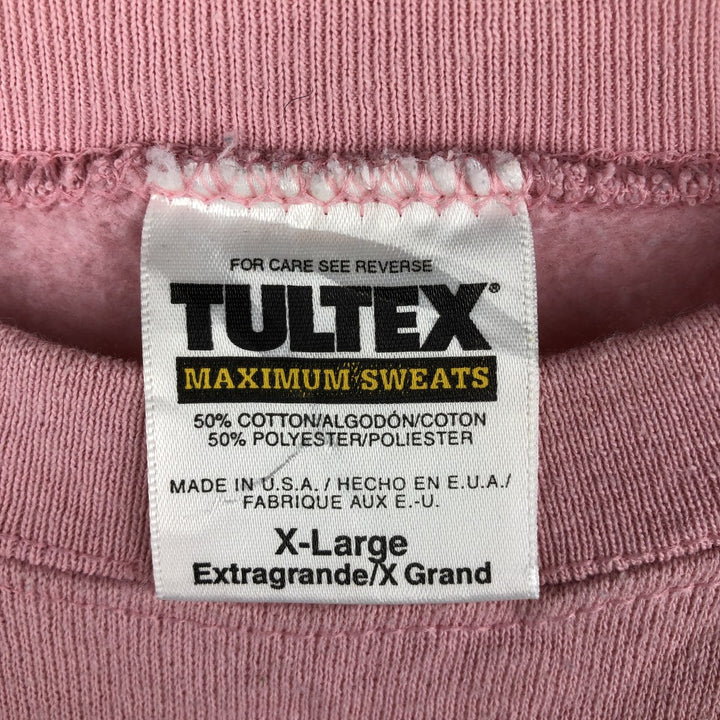 FOR CARE SEE REVERSE
TULTEX®
MAXIMUM SWEATS
50% COTTON/ALGODÓN/COTON
50% POLYESTER/POLIESTER
MADE IN U.S.A. / HECHO EN E.U.A./
FABRIQUE AUX E.-U.
X-Large
Extragrande/X Grand